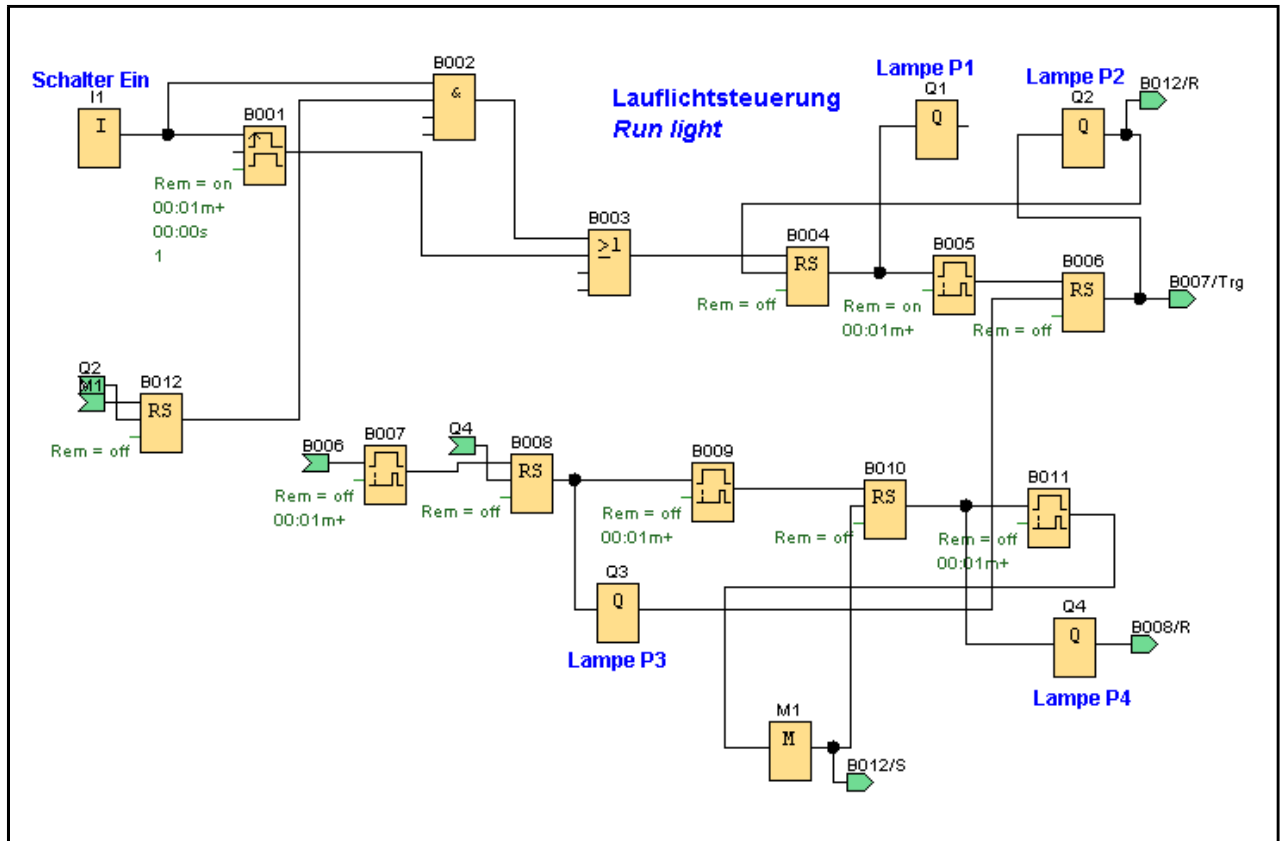 Schalter Ein
I1
I
B001
Rem = on
00:01m+
00:00s
1
B002
&
Lauflichtsteuerung
Run light
Lampe P1
Q1
Q
Lampe P2
Q2
Q
B012/R
B003
≥1
B004
RS
Rem = off
B005
Rem = on
00:01m+
B006
RS
Rem = off
B007/Trg
Q2
M1
B012
RS
Rem = off
B006
B007
Rem = off
00:01m+
Q4
B008
RS
Rem = off
B009
Rem = off
00:01m+
B010
RS
Rem = off
B011
Rem = off
00:01m+
Q3
Q
Lampe P3
Q4
Q
B008/R
Lampe P4
M1
M
B012/S